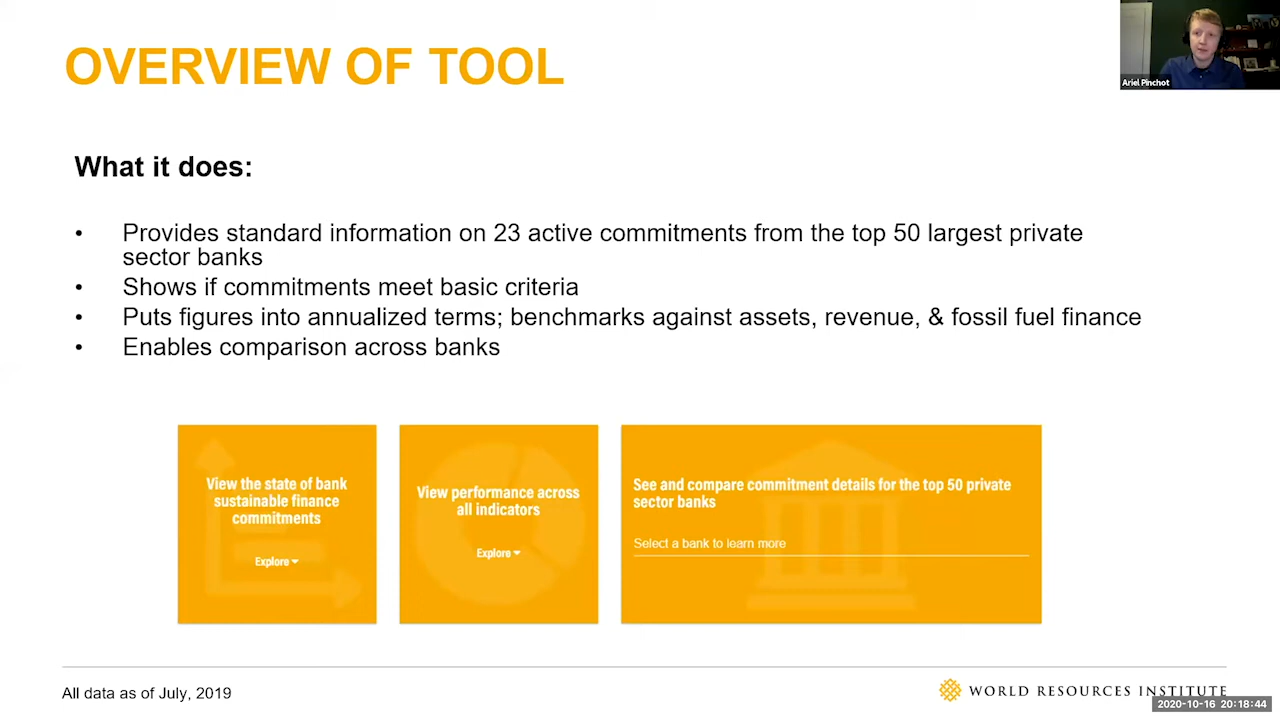 OVERVIEW OF TOOL
Ariel Pinchot
What it does:
• Provides standard information on 23 active commitments from the top 50 largest private
sector banks
• Shows if commitments meet basic criteria
• Puts figures into annualized terms; benchmarks against assets, revenue, & fossil fuel finance
• Enables comparison across banks
View the state of bank
sustainable finance
commitments
Explore
View performance across
all indicators
Explore
See and compare commitment details for the top 50 private
sector banks
Select a bank to learn more
All data as of July, 2019
WORLD RESOURCES INSTITUTE
2020-10-16 20:18:44